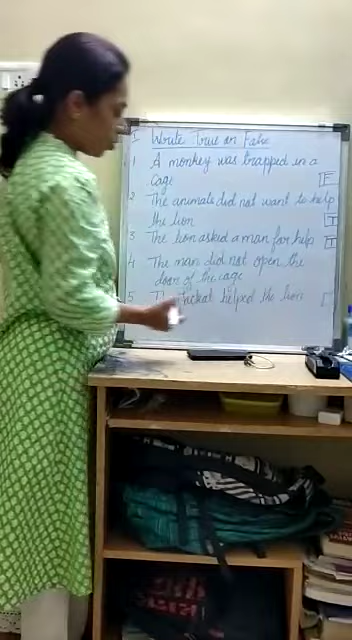 I Write True or False
1 A monkey was trapped in a
cage F
2 The animals did not want to help
the lion T
3 The lion asked a man for help T
4 The man did not open the
door of the cage
5 The Jackal helped the lion